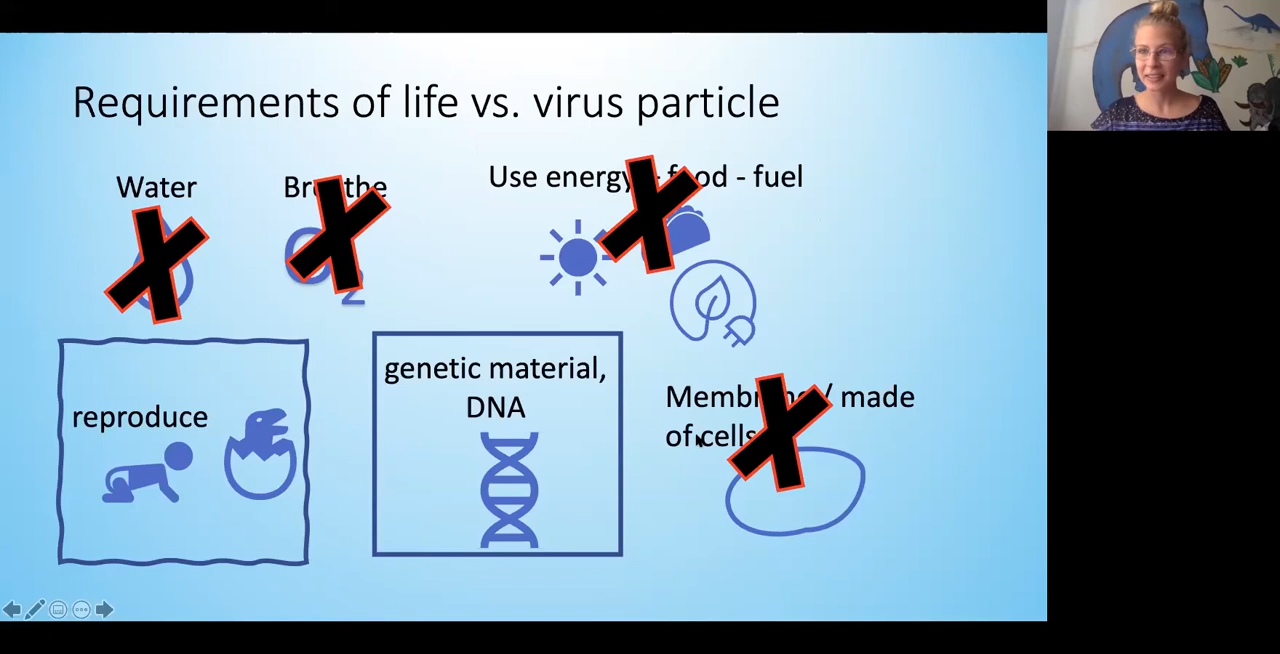 Requirements of life vs. virus particle
Water
Breathe
Use energy - food - fuel
O2
reproduce
genetic material,
DNA
Membrane / made
of cells